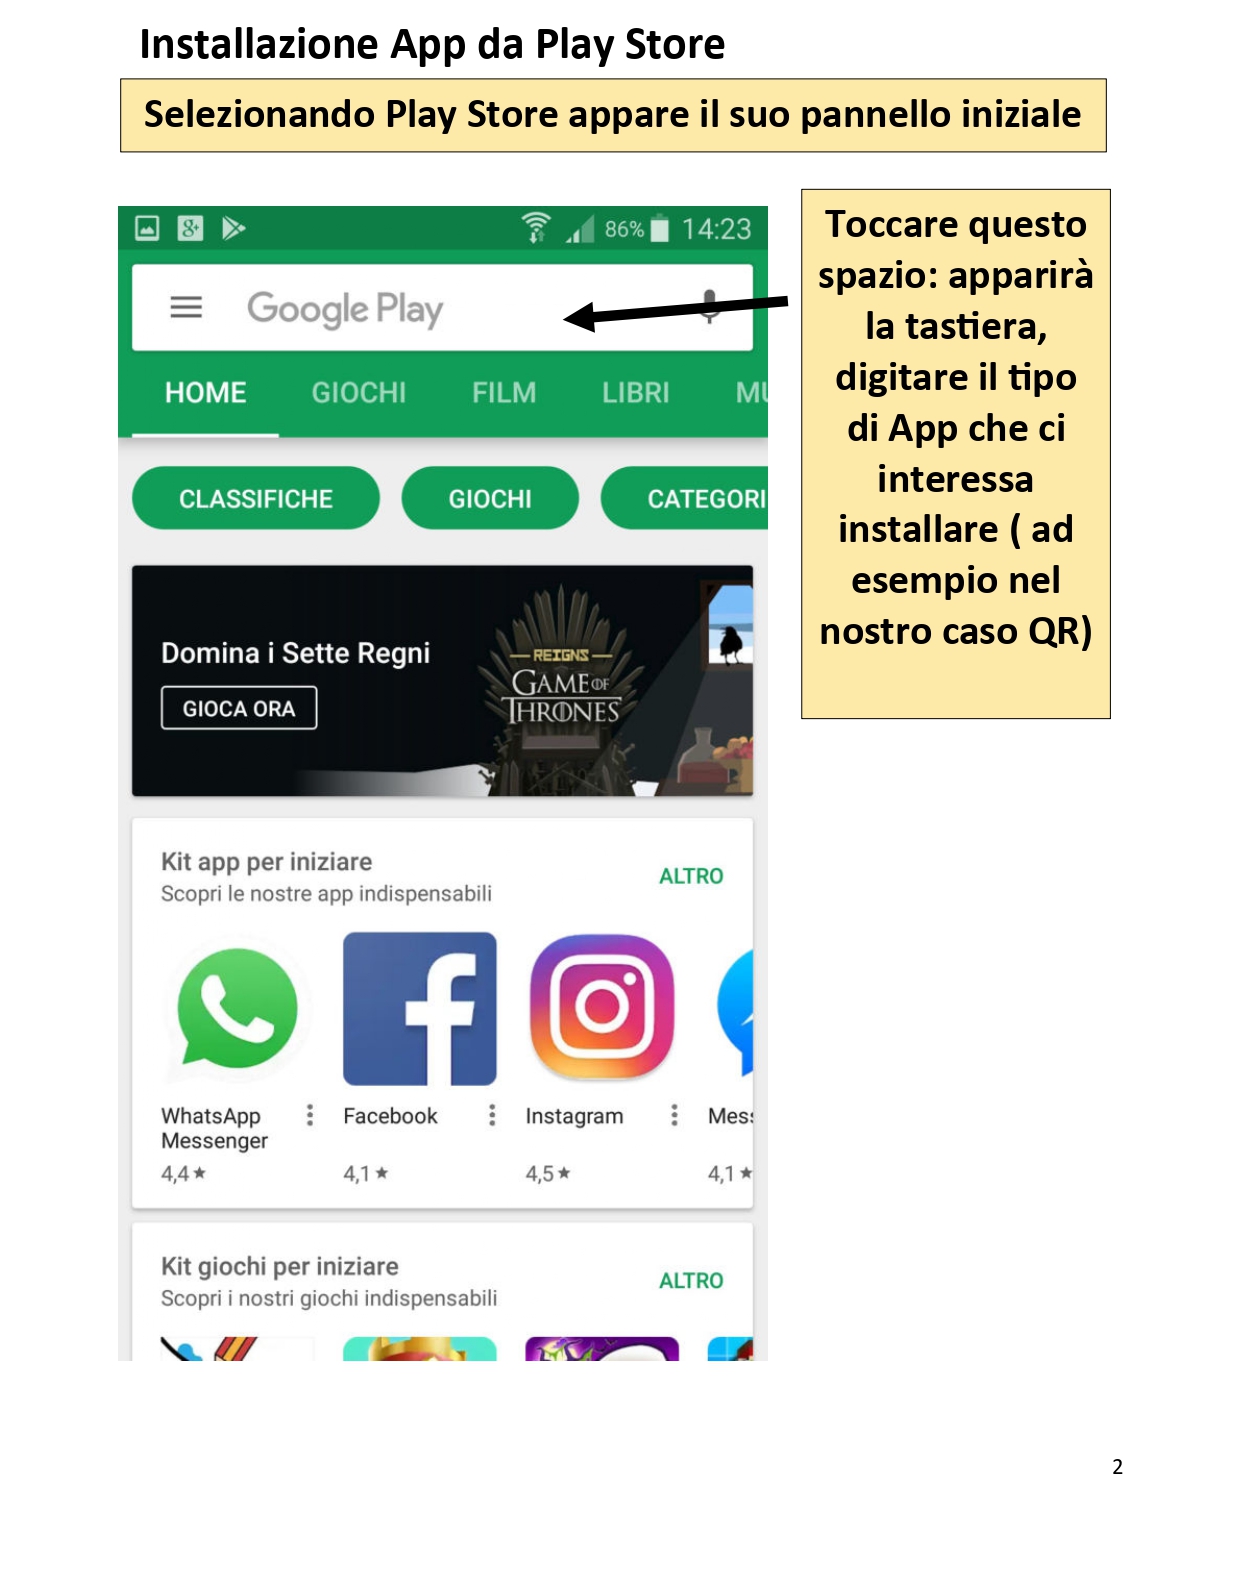 Installazione App da Play Store
Selezionando Play Store appare il suo pannello iniziale
Toccare questo
spazio: apparirà
la tastiera,
digitare il tipo
di App che ci
interessa
installare ( ad
esempio nel
nostro caso QR)
86% 14:23
Google Play
HOME GIOCHI FILM LIBRI MU
CLASSIFICHE GIOCHI CATEGORI
Domina i Sette Regni
GIOCA ORA
REIGNS
GAME OF
THRONES
Kit app per iniziare
Scopri le nostre app indispensabili
ALTRO
WhatsApp
Messenger
4,4★
Facebook
4,1★
Instagram
4,5★
Mess
4,1★
Kit giochi per iniziare
Scopri i nostri giochi indispensabili
ALTRO
2